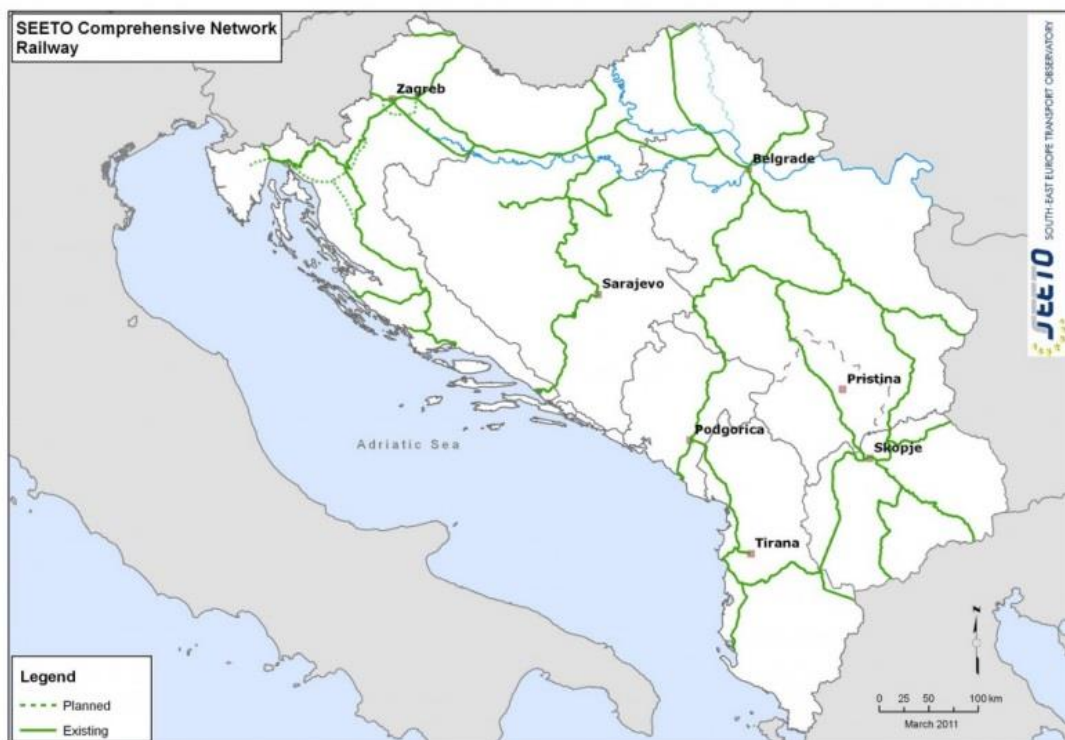 SEETO Comprehensive Network
Railway
SOUTH-EAST EUROPE TRANSPORT OBSERVATORY
SEETO
Zagreb
Belgrade
Sarajevo
Pristina
Podgorica
Skopje
Adriatic Sea
Tirana
N
Legend
Planned
Existing
0 25 50 100 km
March 2011